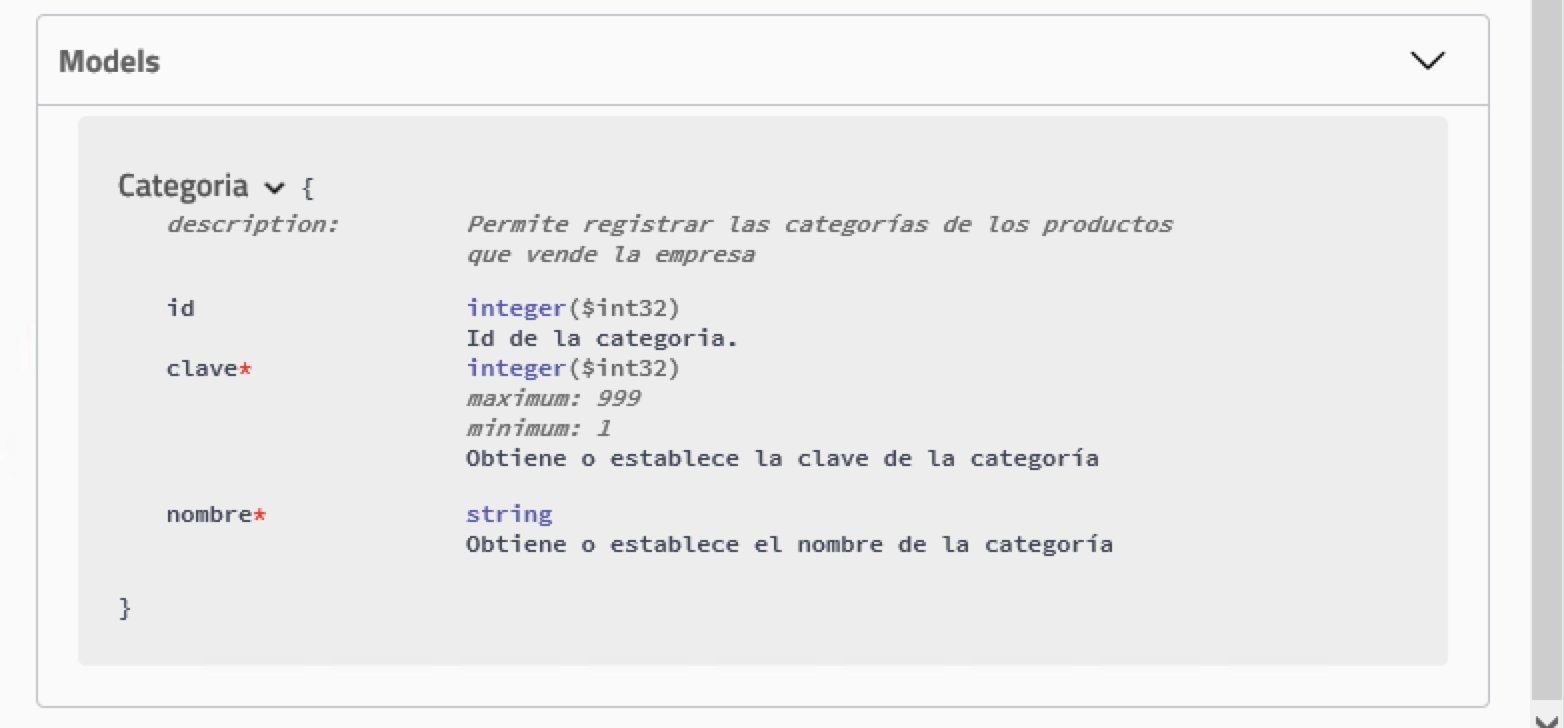 Models
Categoria {
description: Permite registrar las categorías de los productos
que vende la empresa
id integer($int32)
Id de la categoria.
clave* integer($int32)
maximum: 999
minimum: 1
Obtiene o establece la clave de la categoría
nombre* string
Obtiene o establece el nombre de la categoría
}